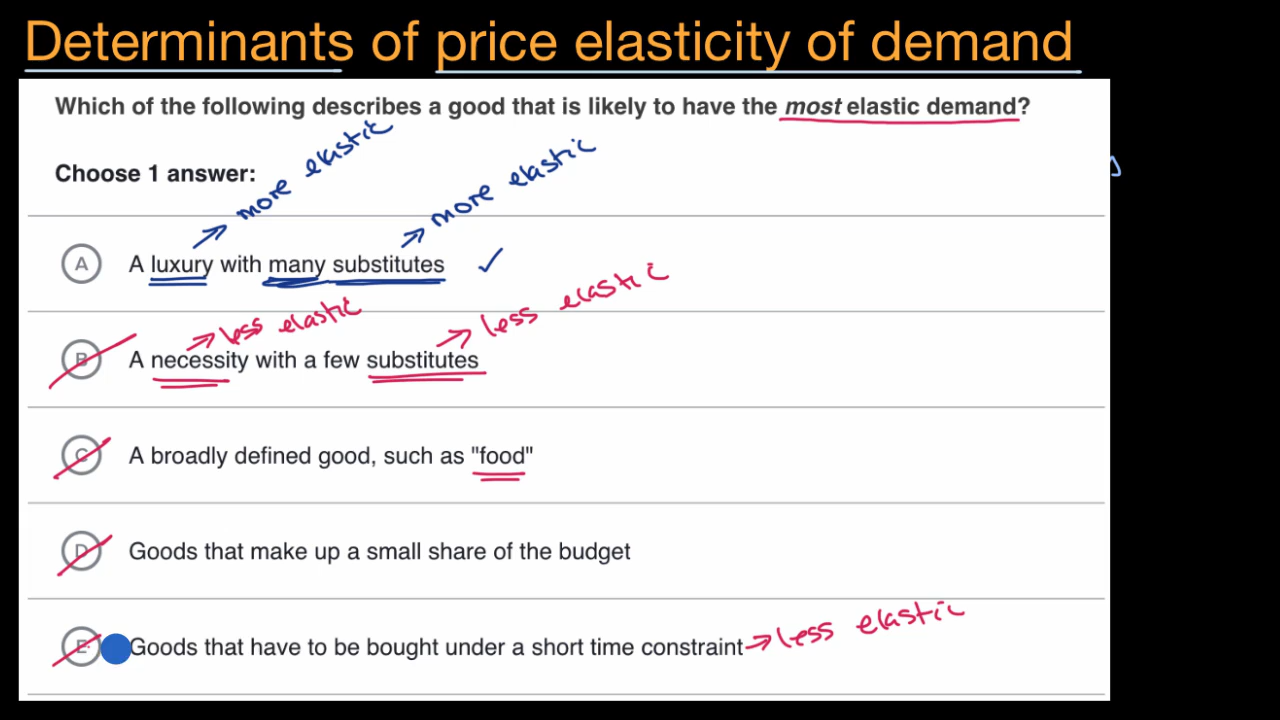 Determinants of price elasticity of demand
Which of the following describes a good that is likely to have the most elastic demand?
Choose 1 answer:
more elastic
more elastic
A A luxury with many substitutes
less elastic
less elastic
B A necessity with a few substitutes
C A broadly defined good, such as "food"
D Goods that make up a small share of the budget
E Goods that have to be bought under a short time constraint less elastic